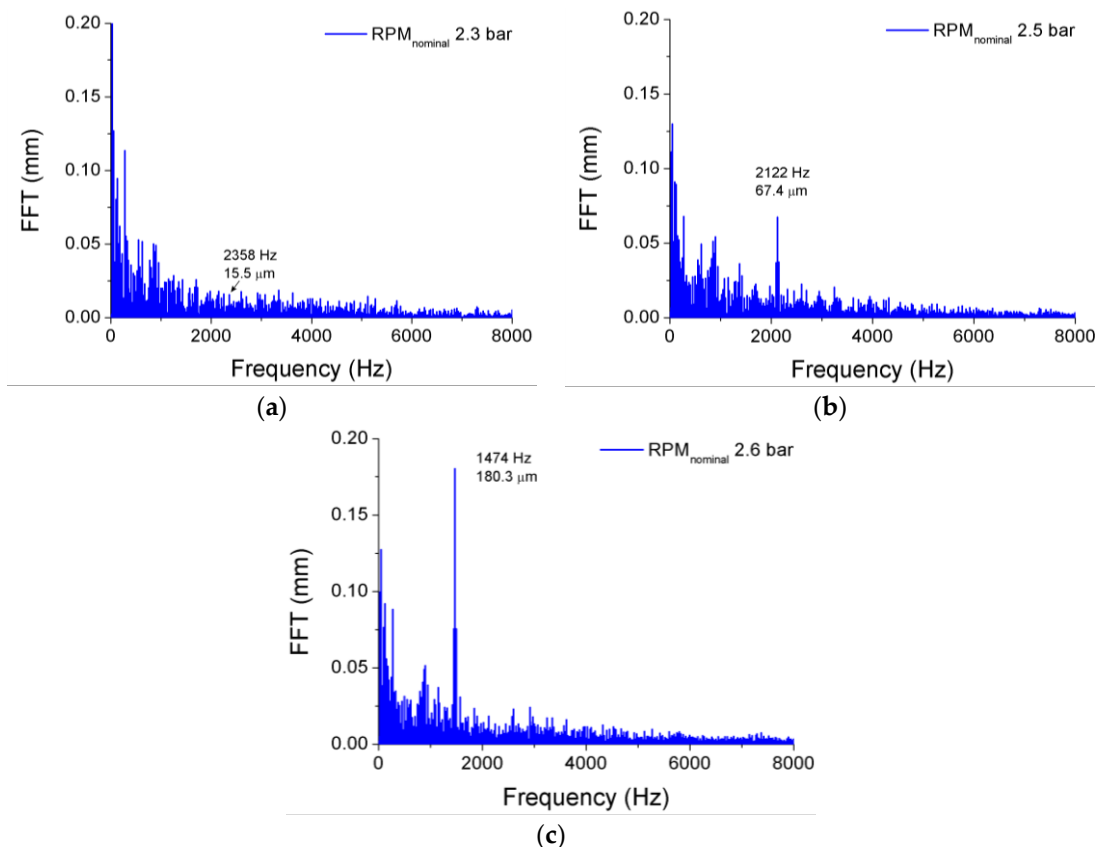 0.20
0.15
0.10
0.05
0.00
FFT (mm)
RPMnominal 2.3 bar
2358 Hz
15.5 μm
0
2000
4000
6000
8000
Frequency (Hz)
(a)
0.20
0.15
0.10
0.05
0.00
FFT (mm)
RPMnominal 2.5 bar
2122 Hz
67.4 μm
0
2000
4000
6000
8000
Frequency (Hz)
(b)
0.20
0.15
0.10
0.05
0.00
FFT (mm)
RPMnominal 2.6 bar
1474 Hz
180.3 μm
0
2000
4000
6000
8000
Frequency (Hz)
(c)